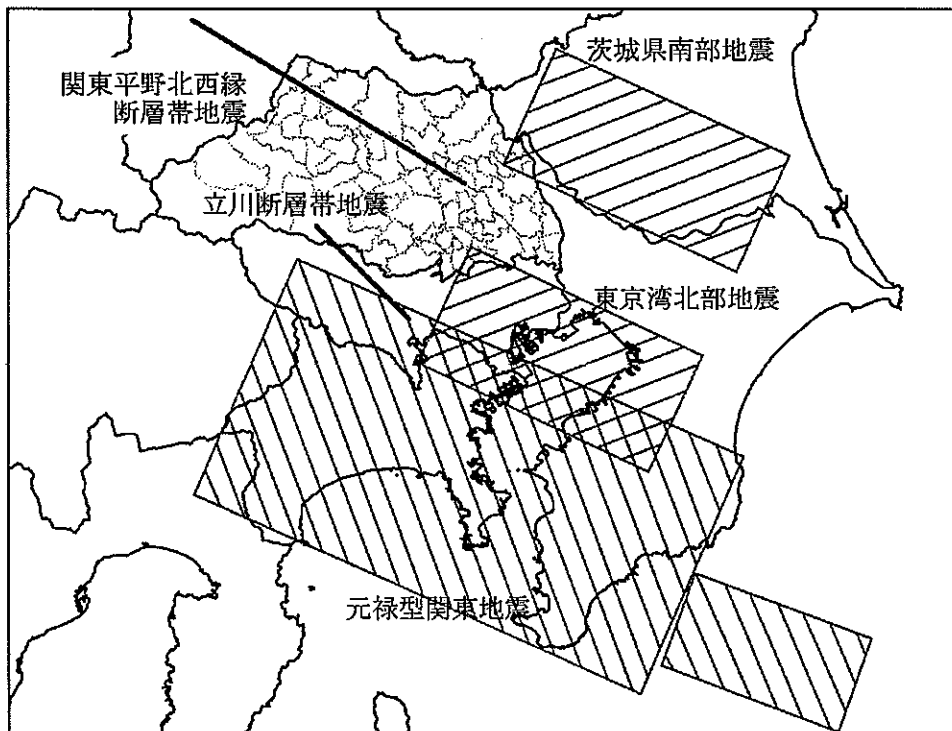 茨城県南部地震
関東平野北西縁
断層帯地震
立川断層帯地震
東京湾北部地震
元禄型関東地震